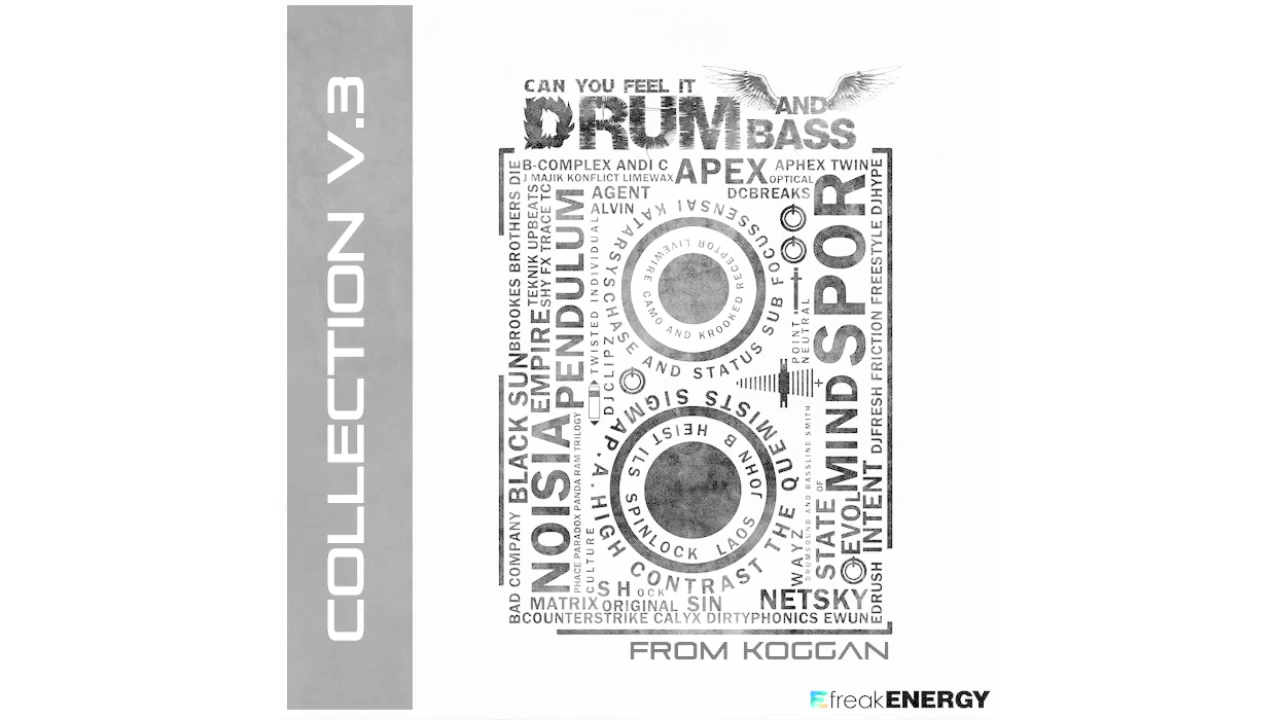 COLLECTION V.3
CAN YOU FEEL IT
DRUM AND BASS
B-COMPLEX ANDI C
APEX
APHEX TWIN
J MAJIK KONFLICT LIMEWAX
OPTICAL
AGENT
ALVIN
DCBREAKS
BAD COMPANY BLACK SUN BROOKES BROTHERS DIE
NOISIA EMPIRE TEKNIK UPBEATS
SHY FX TRACE TC
PENDULUM
PHACE PARADOX PANDA RAM TRILOGY
CULTURE
TWISTED INDIVIDUAL
DJ CLIPZ
KATARSYS
SENSAI
CHASE AND STATUS SUB FOCUS
LIVEWIRE
RECEPTOR
CAMO AND KROOKED
POINT
NEUTRAL
SPOR
MIND
EVOL
INTENT
STATE OF
DJFRESH FRICTION FREESTYLE DJHYPE
EDRUSH
DRUMSOUND AND BASSLINE SMITH
WAYZ
SIGMA
P.A.
HIGH CONTRAST
THE QUEMISTS
HEIST
ILS
SPINLOCK
LAOS
JOHN B
SHOCK
MATRIX ORIGINAL SIN
NETSKY
BCOUNTERSTRIKE CALYX DIRTYPHONICS EWUN
FROM KOGGAN
freakENERGY